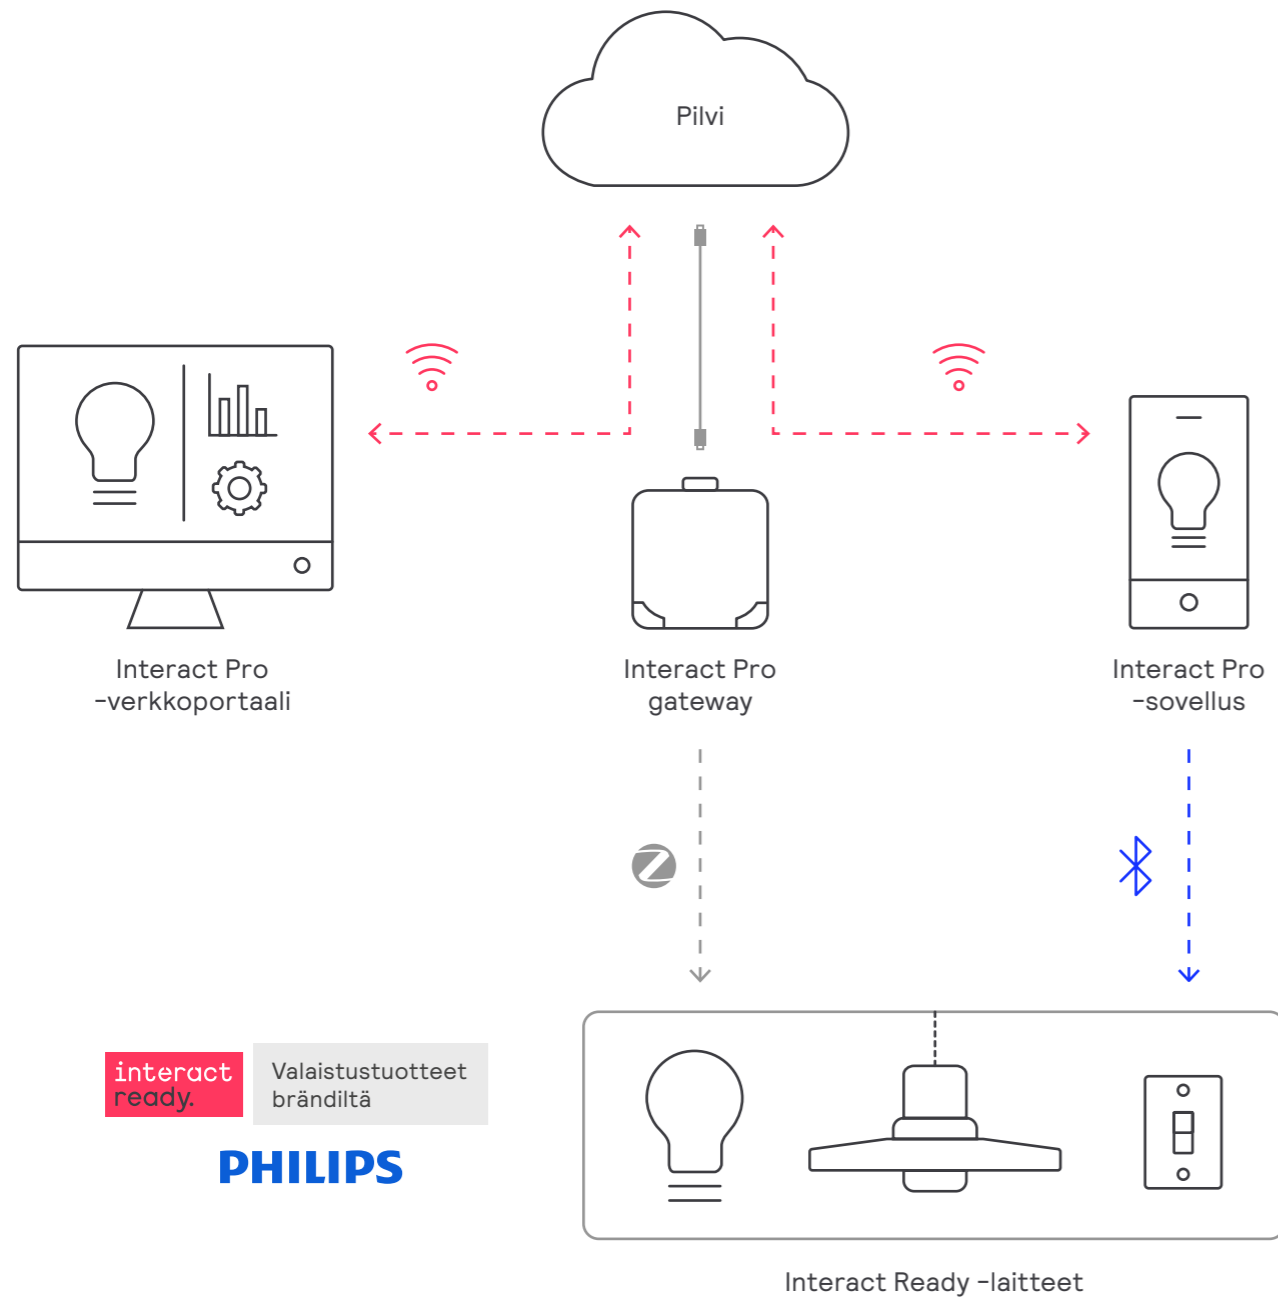 Pilvi
Interact Pro
-verkkoportaali
Interact Pro
gateway
Interact Pro
-sovellus
interact
ready.
Valaistustuotteet
brändiltä
PHILIPS
Interact Ready -laitteet